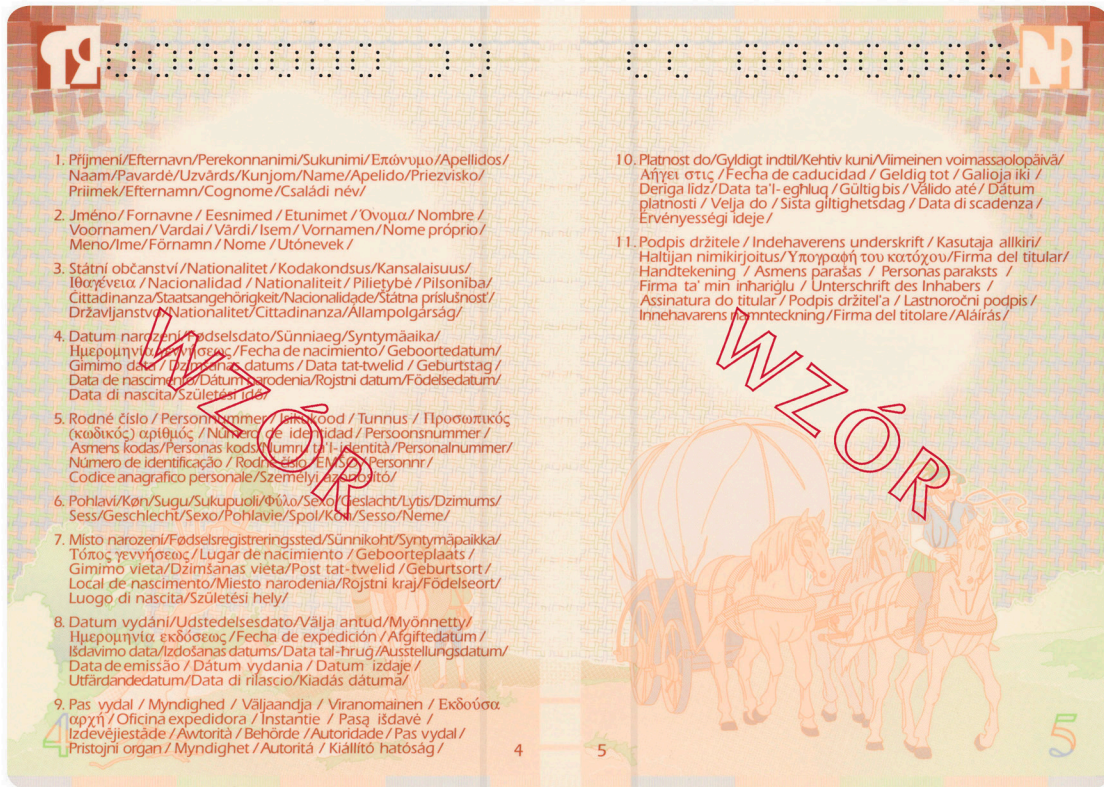 1. Příjmení/Efternavn/Perekonnanimi/Sukunimi/Επώνυμο/Apellidos/
Naam/Pavardė/Uzvārds/Kunjom/Name/Apelido/Priezvisko/
Priimek/Efternamn/Cognome/Családi név/
2. Jméno/Fornavne/Eesnimed/Etunimet/Όνομα/Nombre/
Voornamen/Vardai/Vārdi/Isem/Vornamen/Nome próprio/
Meno/Ime/Förnamn/Nome/Utónevek/
3. Státní občanství/Nationalitet/Kodakondsus/Kansalaisuus/
Ιθαγένεια/Nacionalidad/Nationaliteit/Pilietybė/Pilsonība/
Ċittadinanza/Staatsangehörigkeit/Nacionalidade/Štátna príslušnosť/
Državljanstvo/Nationalitet/Cittadinanza/Állampolgárság/
4. Datum narození/Fødselsdato/Sünniaeg/Syntymäaika/
Ημερομηνία γεννήσεως/Fecha de nacimiento/Geboortedatum/
Gimimo data/Dzimšanas datums/Data tat-twelid/Geburtstag/
Data de nascimento/Dátum narodenia/Rojstni datum/Födelsedatum/
Data di nascita/Születési idő/
5. Rodné číslo/Personnummer/Isikukood/Tunnus/Προσωπικός
(κωδικός) αριθμός/Número de identidad/Persoonsnummer/
Asmens kodas/Personas kods/Numru ta'l-identità/Personalnummer/
Número de identificação/Rodné číslo/EMŠO/Personnr/
Codice anagrafico personale/Személyi azonosító/
6. Pohlaví/Køn/Sugu/Sukupuoli/Φύλο/Sexo/Geslacht/Lytis/Dzimums/
Sess/Geschlecht/Sexo/Pohlavie/Spol/Kön/Sesso/Neme/
7. Místo narození/Fødselsregistreringssted/Sünnikoht/Syntymäpaikka/
Τόπος γεννήσεως/Lugar de nacimiento/Geboorteplaats/
Gimimo vieta/Dzimšanas vieta/Post tat-twelid/Geburtsort/
Local de nascimento/Miesto narodenia/Rojstni kraj/Födelseort/
Luogo di nascita/Születési hely/
8. Datum vydání/Udstedelsesdato/Välja antud/Myönnetty/
Ημερομηνία εκδόσεως/Fecha de expedición/Afgiftedatum/
Išdavimo data/Izdošanas datums/Data tal-ħruġ/Ausstellungsdatum/
Data de emissão/Dátum vydania/Datum izdaje/
Utfärdandedatum/Data di rilascio/Kiadás dátuma/
9. Pas vydal/Myndighed/Väljaandja/Viranomainen/Εκδούσα
αρχή/Oficina expedidora/Instantie/Pasą išdavė/
Izdevējiestāde/Awtorità/Behörde/Autoridade/Pas vydal/
Pristojni organ/Myndighet/Autorità/Kiállító hatóság/
4
4
WZÓR
10. Platnost do/Gyldigt indtil/Kehtiv kuni/Viimeinen voimassaolopäivä/
Λήγει στις/Fecha de caducidad/Geldig tot/Galioja iki/
Derīga līdz/Data ta'l-egħluq/Gültig bis/Válido até/Dátum
platnosti/Velja do/Sista giltighetsdag/Data di scadenza/
Érvényességi ideje/
11. Podpis držitele/Indehaverens underskrift/Kasutaja allkiri/
Haltijan nimikirjoitus/Υπογραφή του κατόχου/Firma del titular/
Handtekening/Asmens parašas/Personas paraksts/
Firma ta' min inħariġlu/Unterschrift des Inhabers/
Assinatura do titular/Podpis držiteľa/Lastnoročni podpis/
Innehavarens namnteckning/Firma del titolare/Aláírás/
WZÓR
5
5